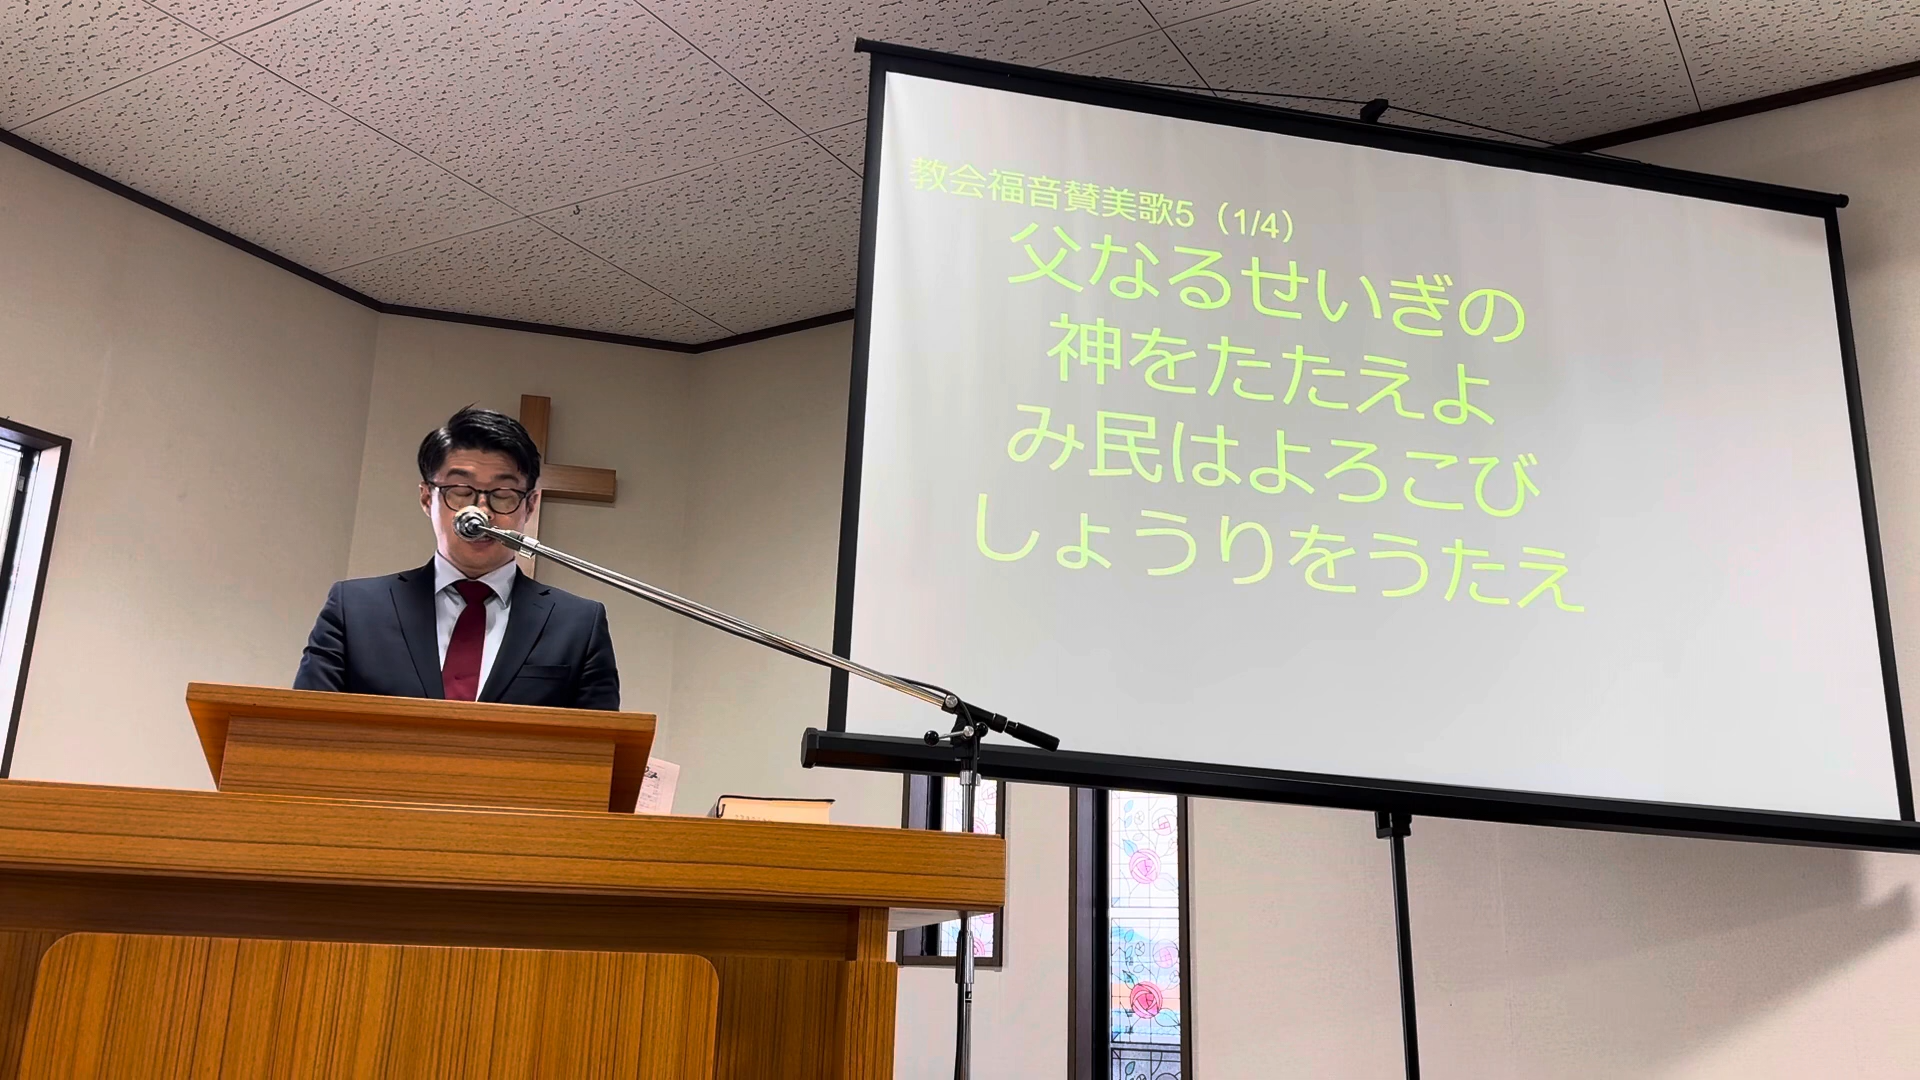 教会福音賛美歌5（1/4）
父なるせいぎの
神をたたえよ
み民はよろこび
しょうりをうたえ